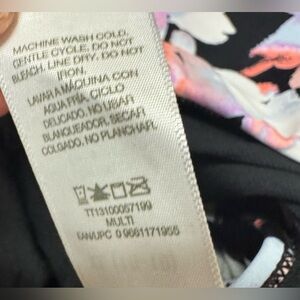 MACHINE WASH COLD,
GENTLE CYCLE, DO NOT
BLEACH, LINE DRY, DO NOT
IRON.
LAVAR A MAQUINA CON
AGUA FRÍA, CICLO
DELICADO, NO USAR
BLANQUEADOR, SECAR
COLGADO, NO PLANCHAR.
TT13100057199
MULTI
EAN/UPC 0 9681171955